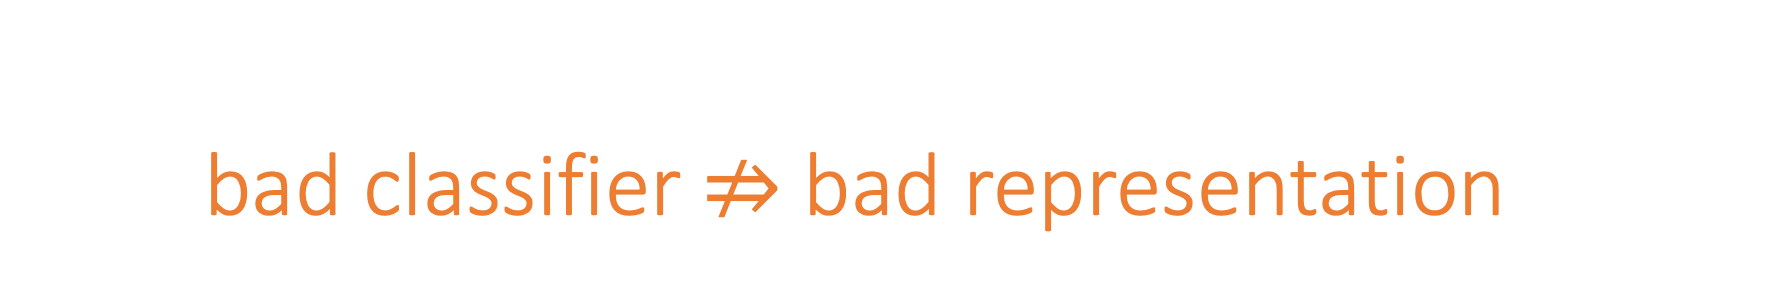 bad classifier ⇏ bad representation